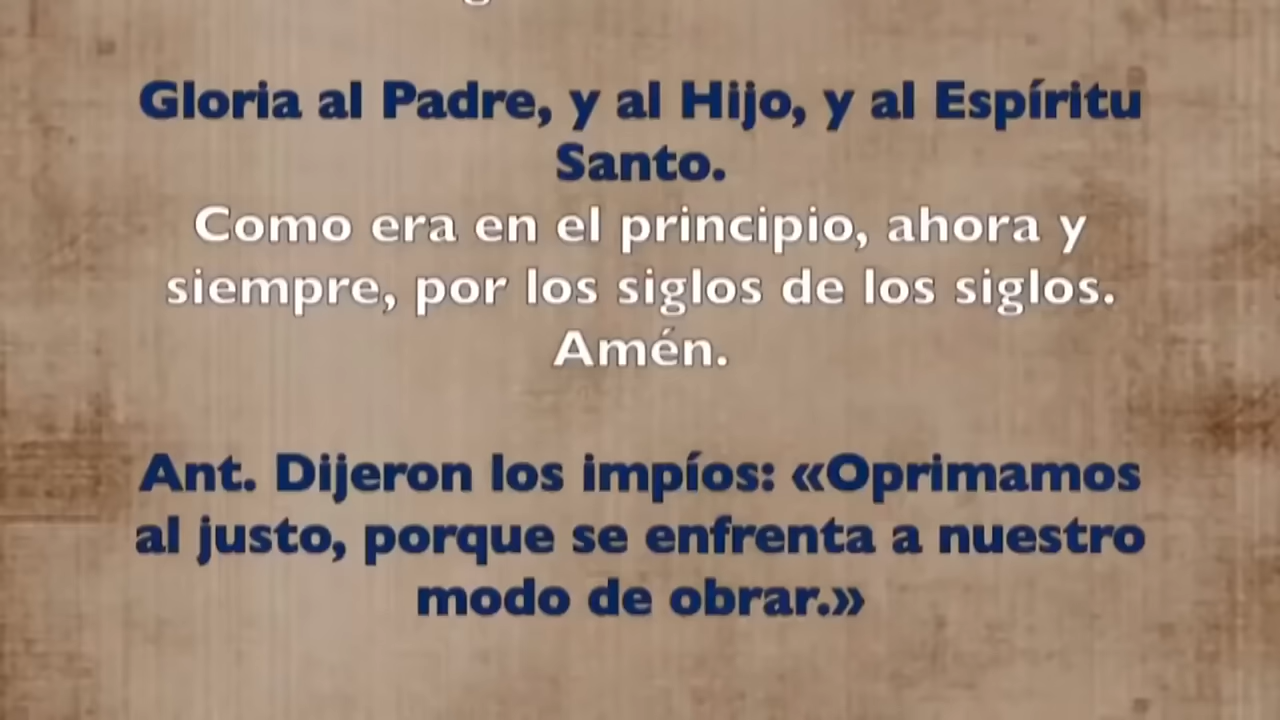 Gloria al Padre, y al Hijo, y al Espíritu
Santo.
Como era en el principio, ahora y
siempre, por los siglos de los siglos.
Amén.
Ant. Dijeron los impíos: «Oprimamos
al justo, porque se enfrenta a nuestro
modo de obrar.»